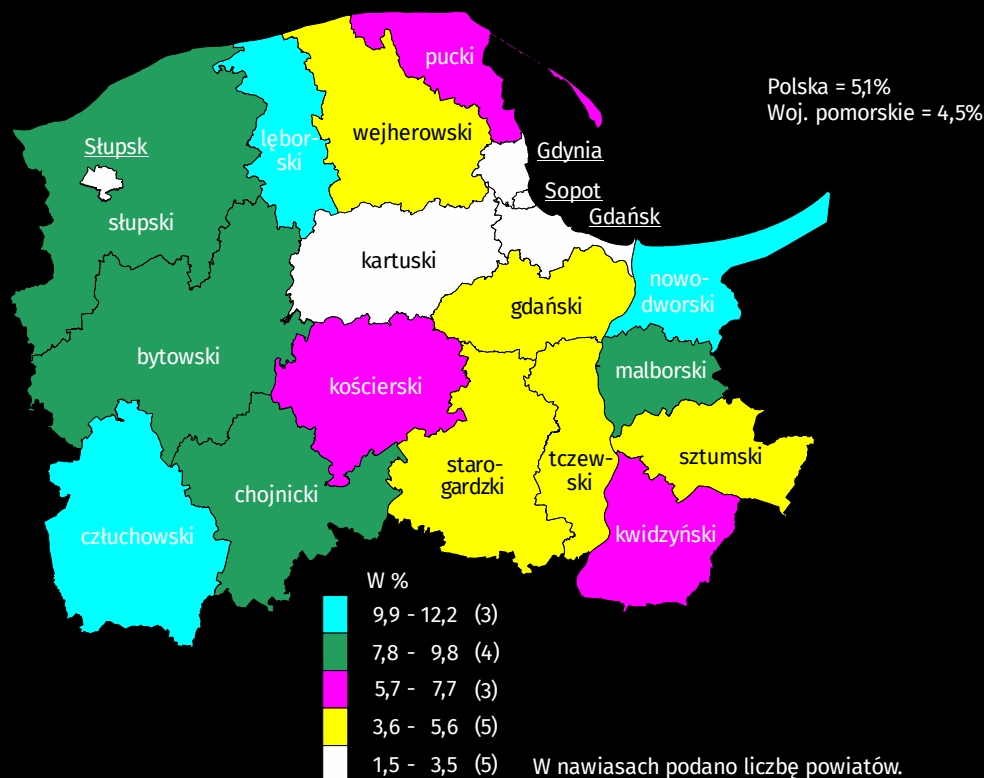 pucki
Polska = 5,1%
Woj. pomorskie = 4,5%
wejherowski
lębor-
ski
Słupsk
Gdynia
Sopot
Gdańsk
słupski
kartuski
nowo-
dworski
gdański
bytowski
kościerski
malborski
staro-
gardzki
tczew-
ski
sztumski
chojnicki
człuchowski
kwidzyński
W %
9,9 - 12,2 (3)
7,8 - 9,8 (4)
5,7 - 7,7 (3)
3,6 - 5,6 (5)
1,5 - 3,5 (5)
W nawiasach podano liczbę powiatów.